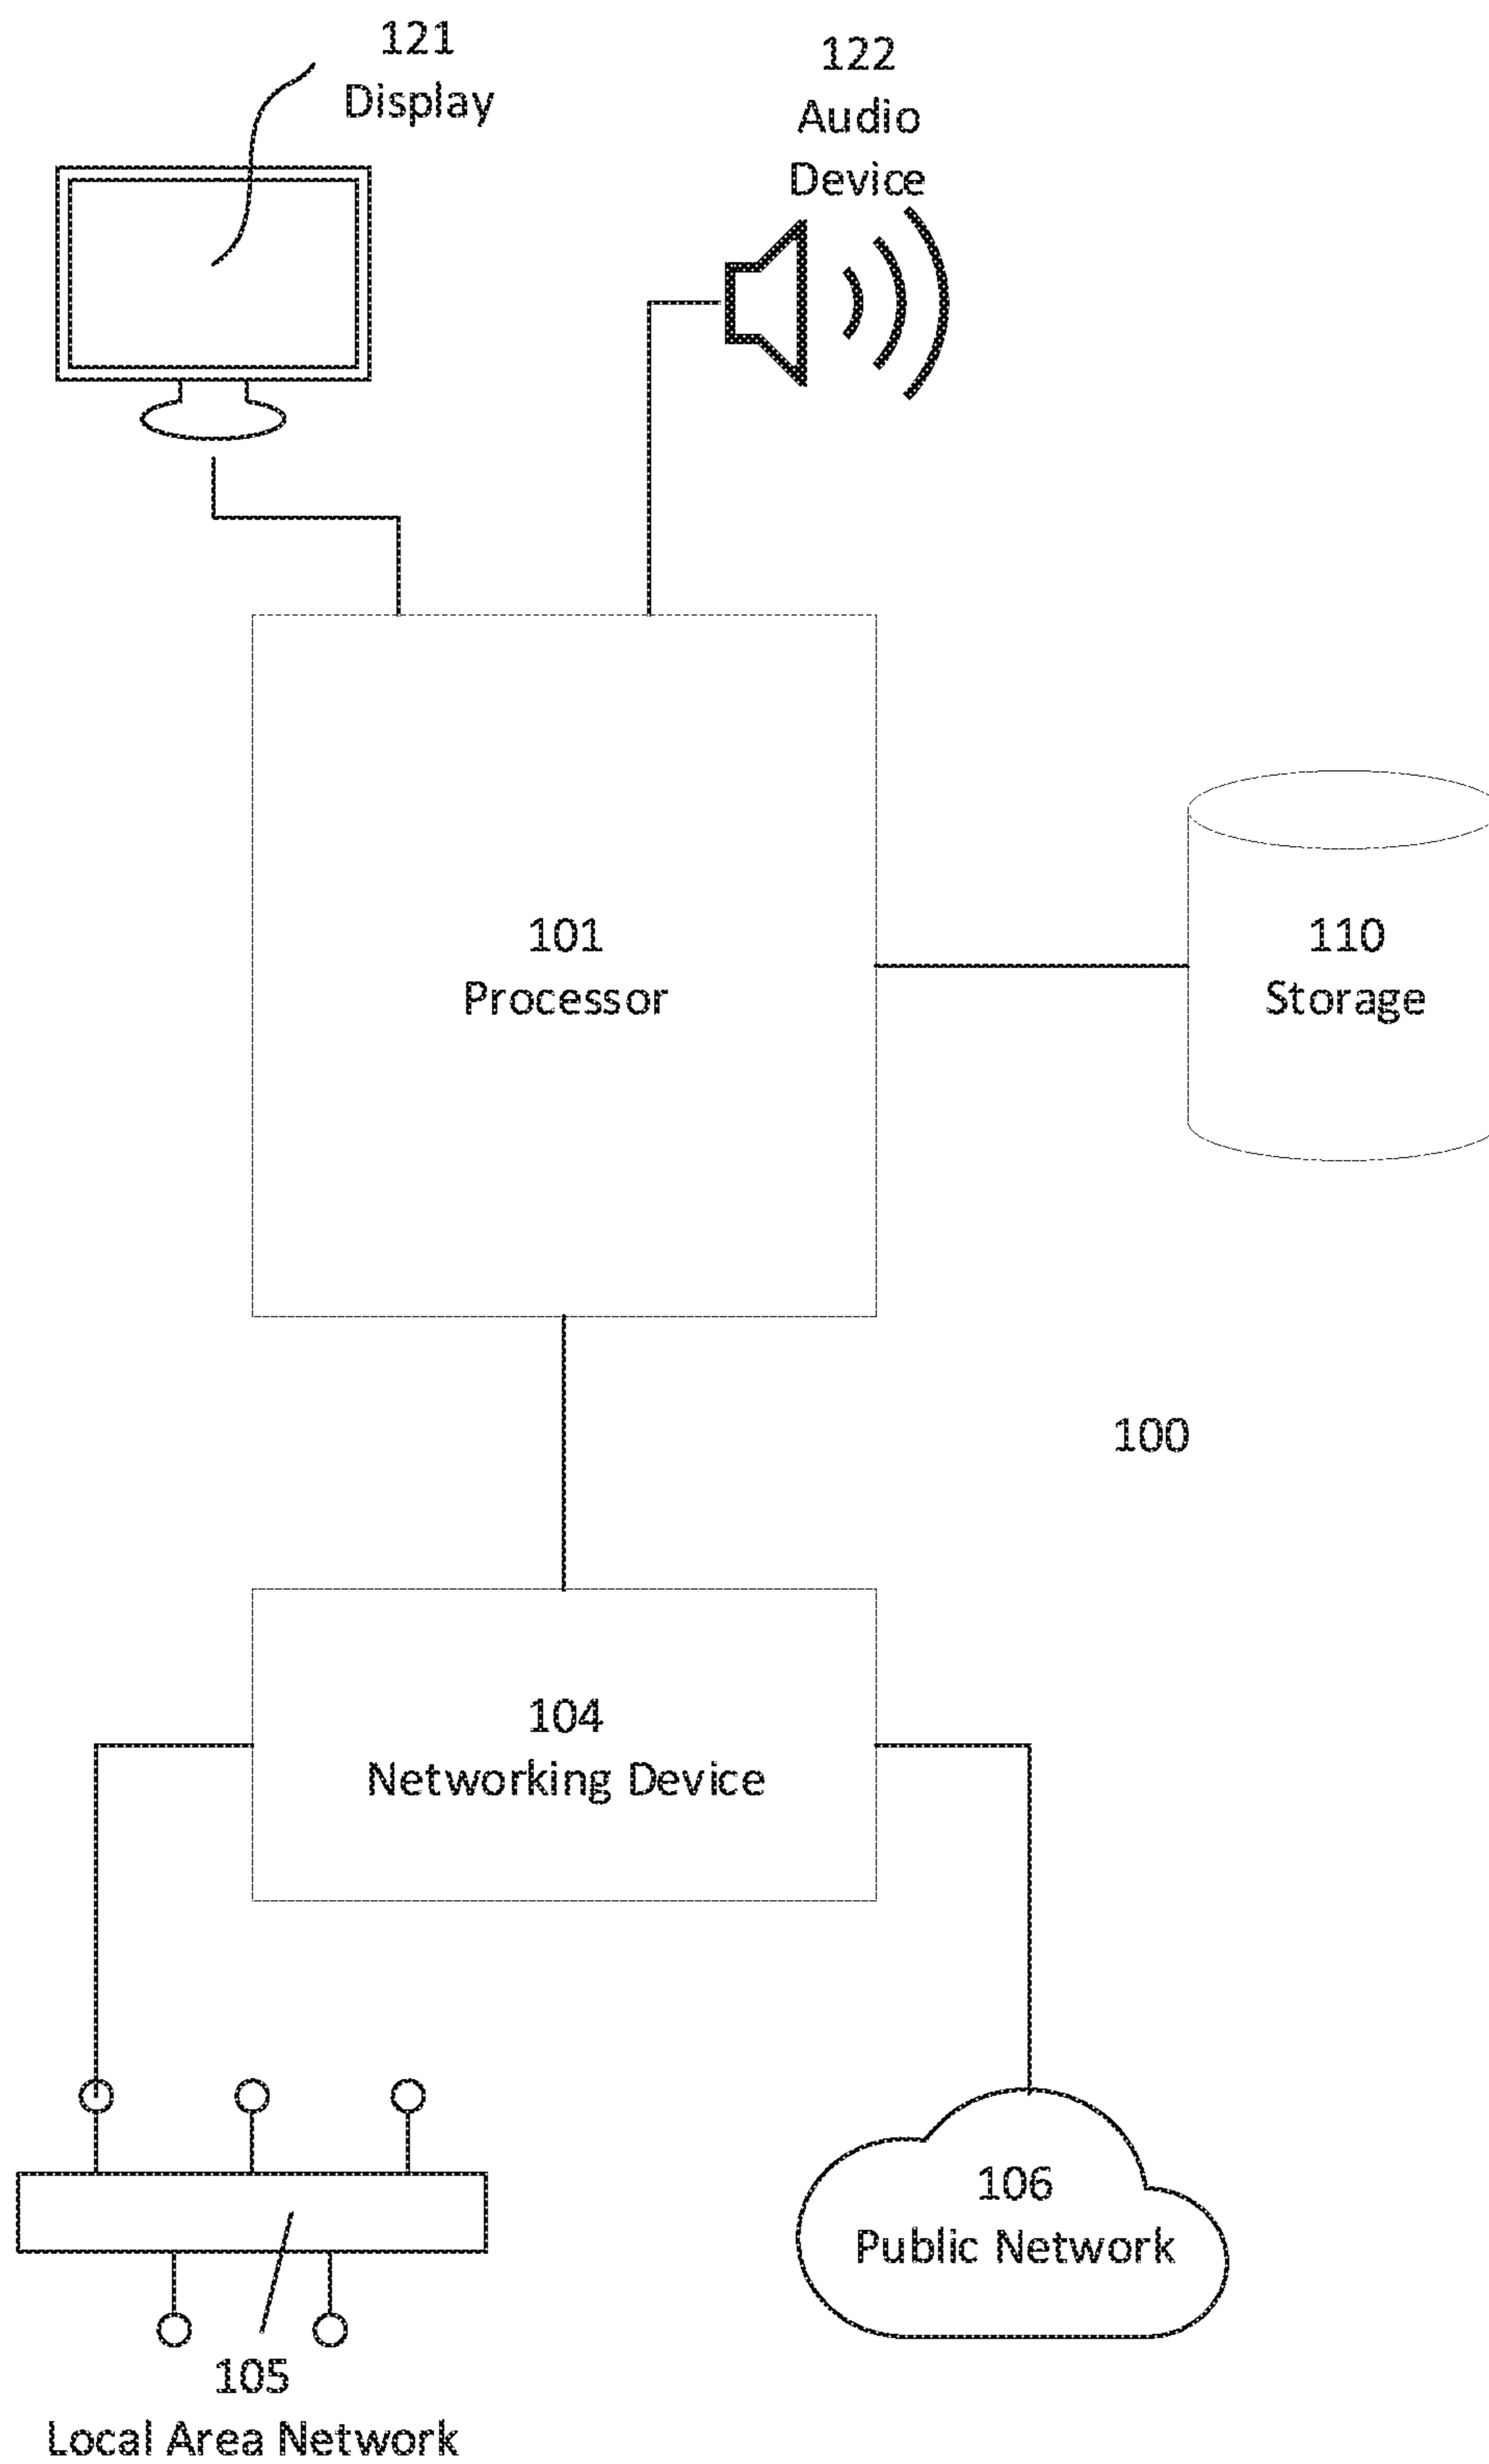 121
Display
122
Audio
Device
101
Processor
110
Storage
100
104
Networking Device
106
Public Network
105
Local Area Network